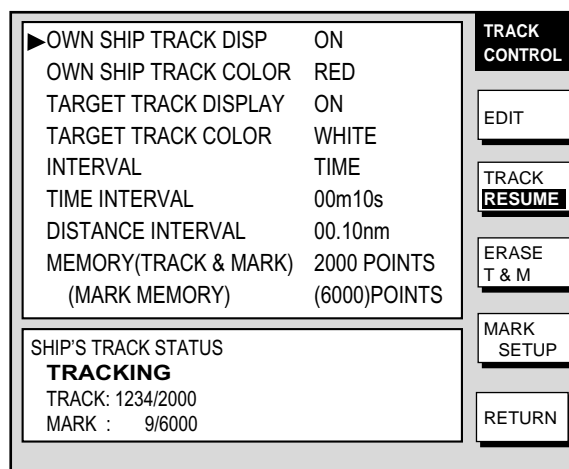 ▶OWN SHIP TRACK DISP ON
OWN SHIP TRACK COLOR RED
TARGET TRACK DISPLAY ON
TARGET TRACK COLOR WHITE
INTERVAL TIME
TIME INTERVAL 00m10s
DISTANCE INTERVAL 00.10nm
MEMORY(TRACK & MARK) 2000 POINTS
(MARK MEMORY) (6000)POINTS
SHIP'S TRACK STATUS
TRACKING
TRACK: 1234/2000
MARK : 9/6000
TRACK
CONTROL
EDIT
TRACK
RESUME
ERASE
T & M
MARK
SETUP
RETURN